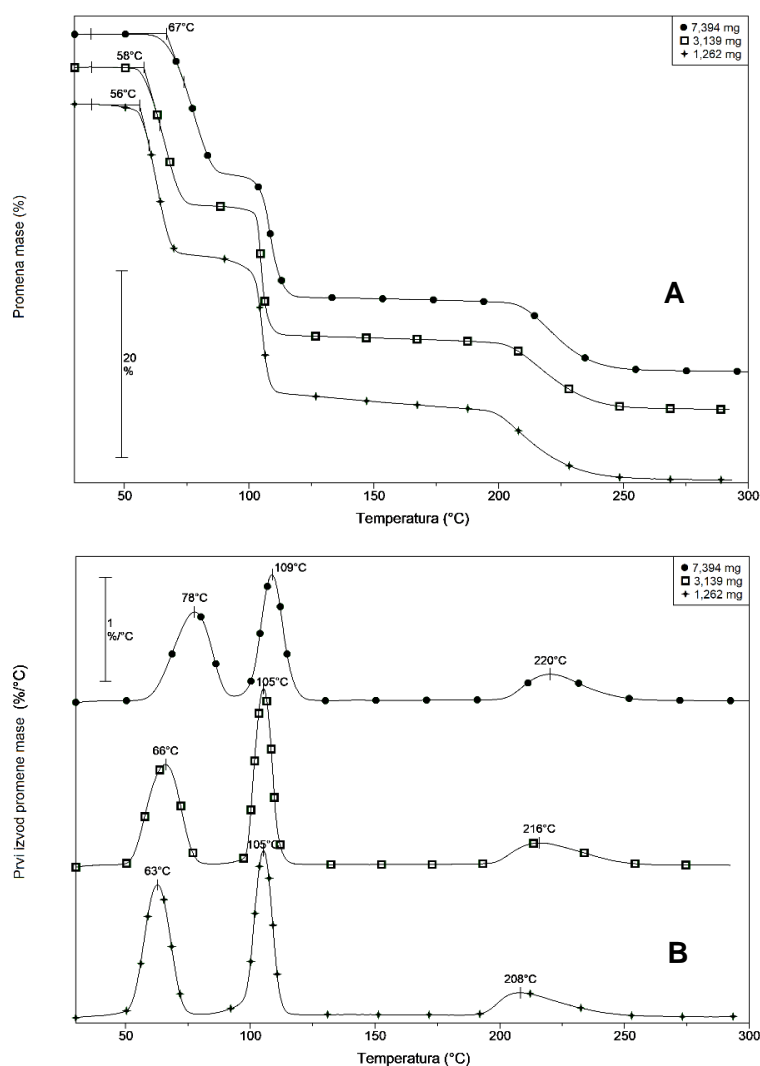 67°C
7,394 mg
3,139 mg
1,262 mg
58°C
56°C
Promena mase (%)
20
%
A
50
100
150
200
250
300
Temperatura (°C)
109°C
7,394 mg
3,139 mg
1,262 mg
78°C
1
%/°C
220°C
105°C
66°C
216°C
105°C
63°C
208°C
Prvi izvod promene mase (%/°C)
B
50
100
150
200
250
300
Temperatura (°C)